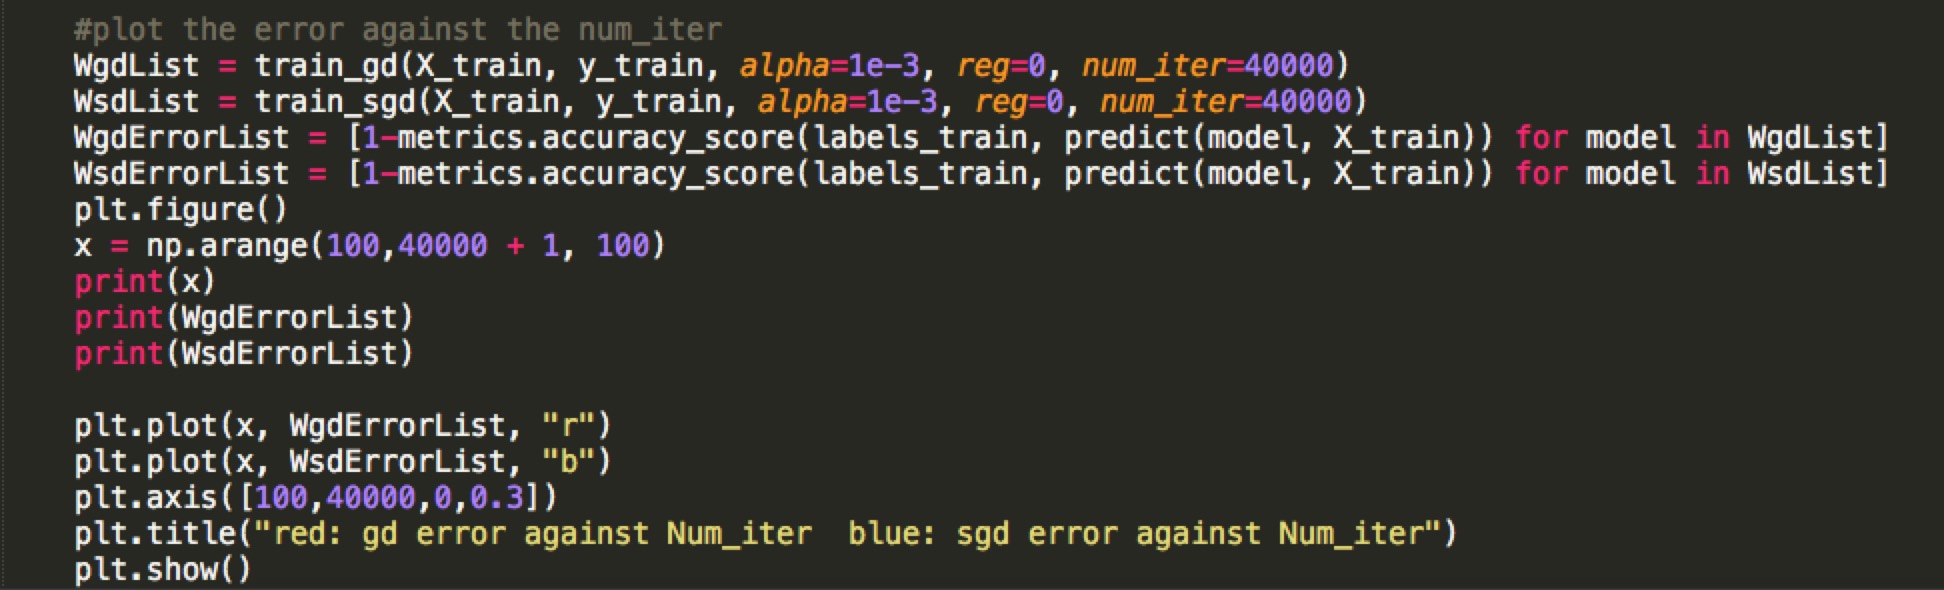 #plot the error against the num_iter
WgdList = train_gd(X_train, y_train, alpha=1e-3, reg=0, num_iter=40000)
WsdList = train_sgd(X_train, y_train, alpha=1e-3, reg=0, num_iter=40000)
WgdErrorList = [1-metrics.accuracy_score(labels_train, predict(model, X_train)) for model in WgdList]
WsdErrorList = [1-metrics.accuracy_score(labels_train, predict(model, X_train)) for model in WsdList]
plt.figure()
x = np.arange(100,40000 + 1, 100)
print(x)
print(WgdErrorList)
print(WsdErrorList)
plt.plot(x, WgdErrorList, "r")
plt.plot(x, WsdErrorList, "b")
plt.axis([100,40000,0,0.3])
plt.title("red: gd error against Num_iter  blue: sgd error against Num_iter")
plt.show()